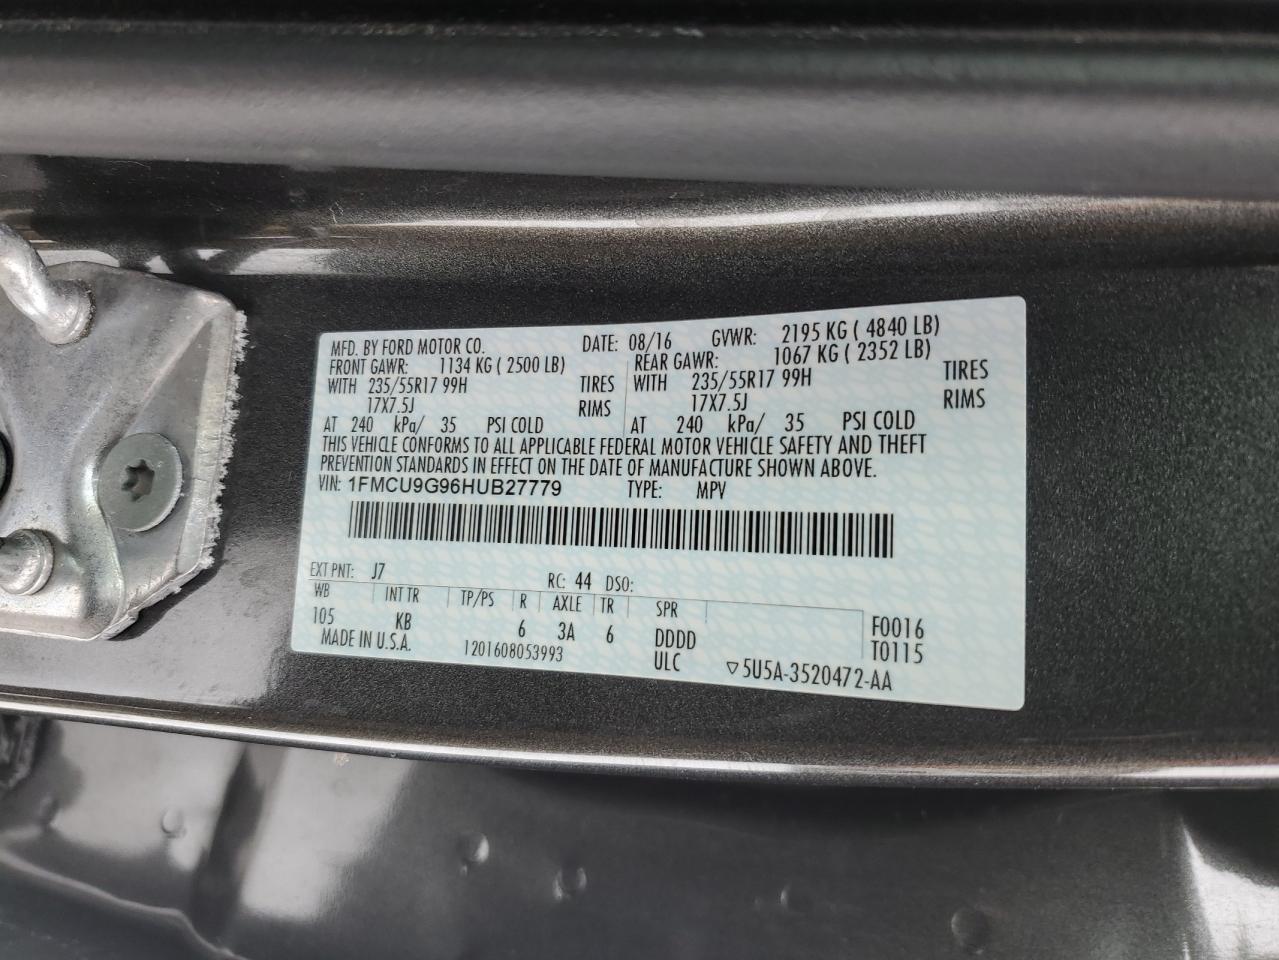 MFD. BY FORD MOTOR CO. DATE: 08/16 GVWR: 2195 KG ( 4840 LB)
FRONT GAWR: 1134 KG ( 2500 LB) REAR GAWR: 1067 KG ( 2352 LB)
WITH 235/55R17 99H TIRES WITH 235/55R17 99H TIRES
17X7.5J RIMS 17X7.5J RIMS
AT 240 kPa/ 35 PSI COLD AT 240 kPa/ 35 PSI COLD
THIS VEHICLE CONFORMS TO ALL APPLICABLE FEDERAL MOTOR VEHICLE SAFETY AND THEFT
PREVENTION STANDARDS IN EFFECT ON THE DATE OF MANUFACTURE SHOWN ABOVE.
VIN: 1FMCU9G96HUB27779 TYPE: MPV
EXT PNT: J7 RC: 44 DSO:
WB INT TR TP/PS R AXLE TR SPR
105 KB 6 3A 6 DDDD F0016
MADE IN U.S.A. 1201608053993 ULC ▽5U5A-3520472-AA T0115